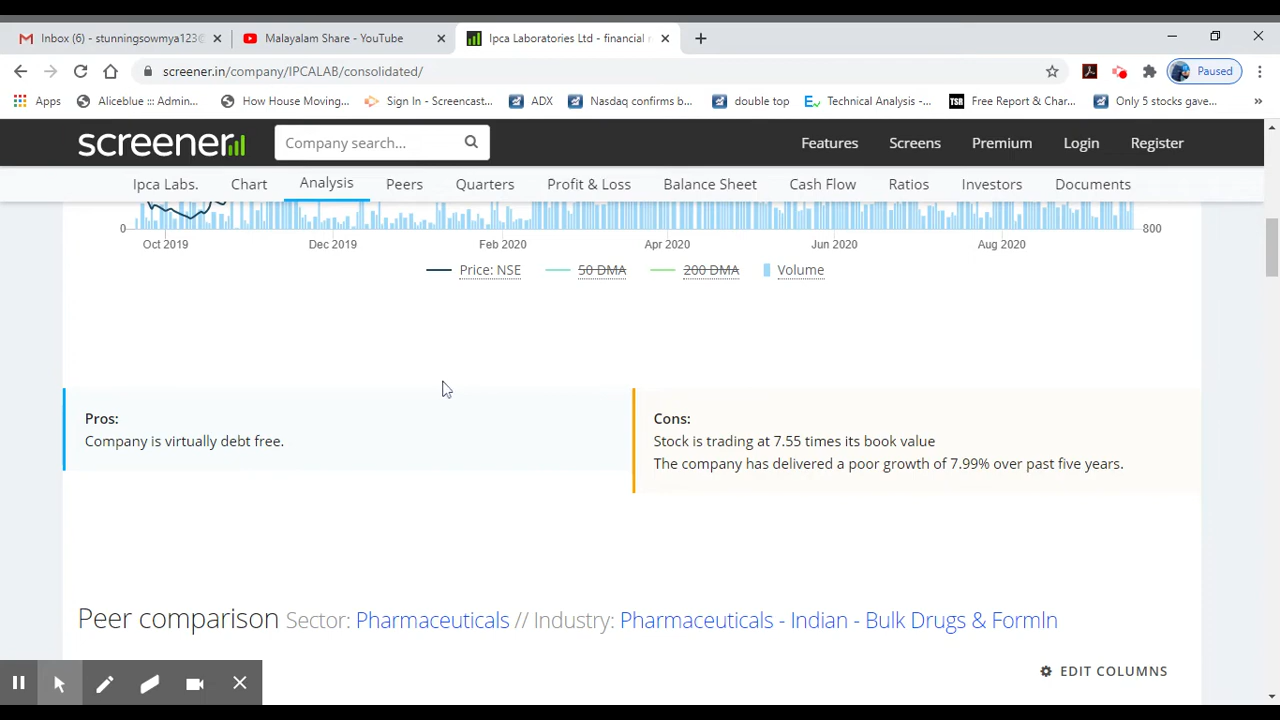 Inbox (6) - stunningsowmya123@
Malayalam Share - YouTube
Ipca Laboratories Ltd - financial
screener.in/company/IPCALAB/consolidated/
Paused
Apps
Aliceblue ::: Admin...
How House Moving...
Sign In - Screencast...
ADX
Nasdaq confirms b...
double top
Technical Analysis -...
TSR
Free Report & Char...
Only 5 stocks gave...
»
screener
Company search...
Features
Screens
Premium
Login
Register
Ipca Labs.
Chart
Analysis
Peers
Quarters
Profit & Loss
Balance Sheet
Cash Flow
Ratios
Investors
Documents
0
800
Oct 2019
Dec 2019
Feb 2020
Apr 2020
Jun 2020
Aug 2020
Price: NSE
50 DMA
200 DMA
Volume
Pros:
Company is virtually debt free.
Cons:
Stock is trading at 7.55 times its book value
The company has delivered a poor growth of 7.99% over past five years.
Peer comparison Sector: Pharmaceuticals // Industry: Pharmaceuticals - Indian - Bulk Drugs & Formln
EDIT COLUMNS